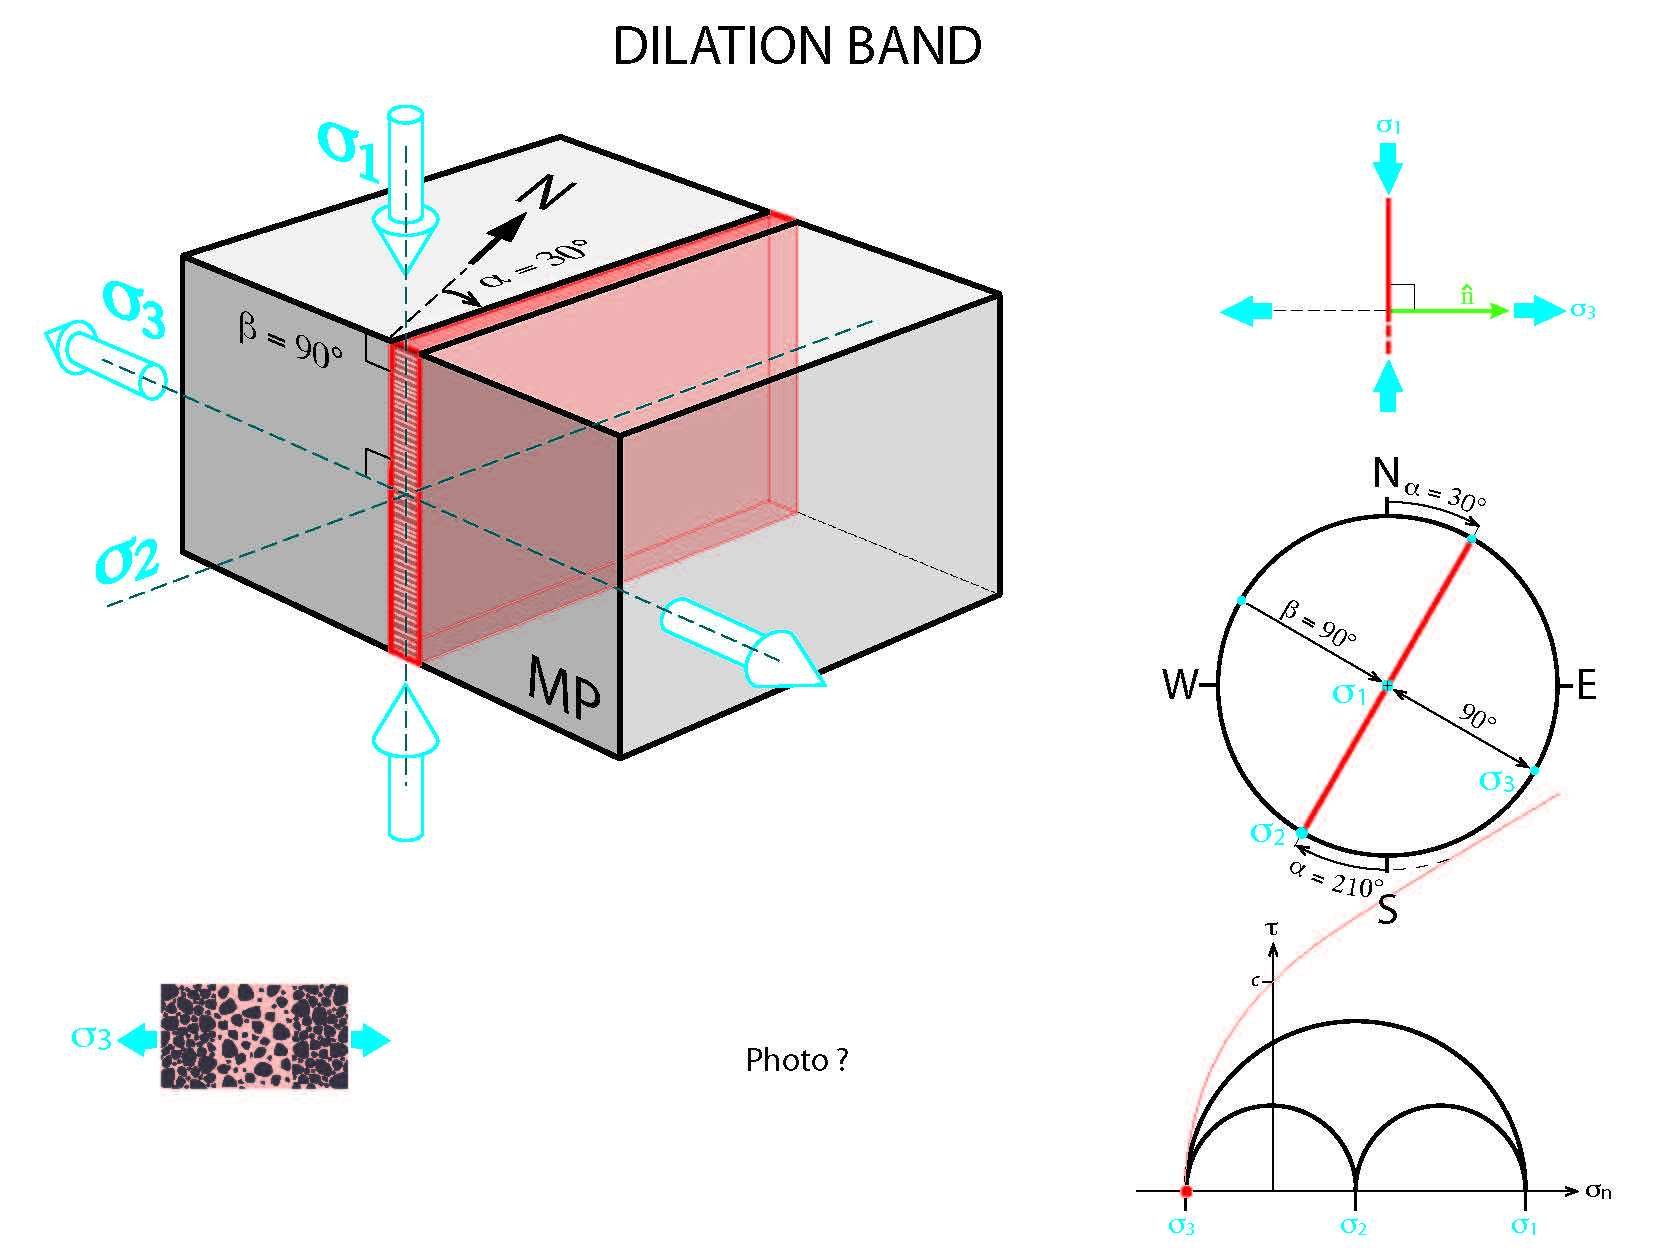 DILATION BAND
σ1
N
α = 30°
σ3
β = 90°
σ2
MP
σ1
n̂
σ3
N
α = 30°
β = 90°
W
E
σ1
90°
σ3
σ2
α = 210°
S
τ
c
σn
σ3
σ2
σ1
σ3
Photo ?